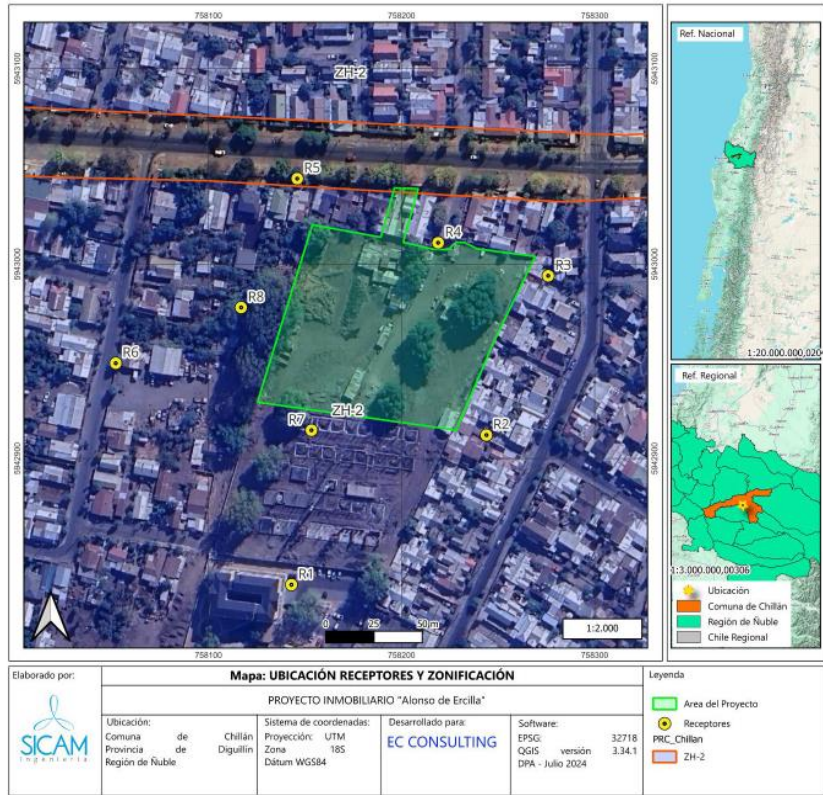 758100 758200 758300
Ref. Nacional
5943100
5943100
ZH-2
R5
R4
5943000
5943000
R3
R8
R6
ZH-2
R7
R2
5942900
5942900
R1
0 25 50 m
1:2.000
758100 758200 758300
1:20.000.000,0204
Ref. Regional
1:3.000.000,00306
Ubicación
Comuna de Chillán
Región de Ñuble
Chile Regional
Elaborado por:
SICAM
Ingeniería
Mapa: UBICACIÓN RECEPTORES Y ZONIFICACIÓN
PROYECTO INMOBILIARIO "Alonso de Ercilla"
Ubicación:
Comuna de Chillán
Provincia de Diguillín
Región de Ñuble
Sistema de coordenadas:
Proyección: UTM
Zona 18S
Dátum WGS84
Desarrollado para:
EC CONSULTING
Software:
EPSG: 32718
QGIS versión 3.34.1
DPA - Julio 2024
Leyenda
Area del Proyecto
Receptores
PRC_Chillan
ZH-2